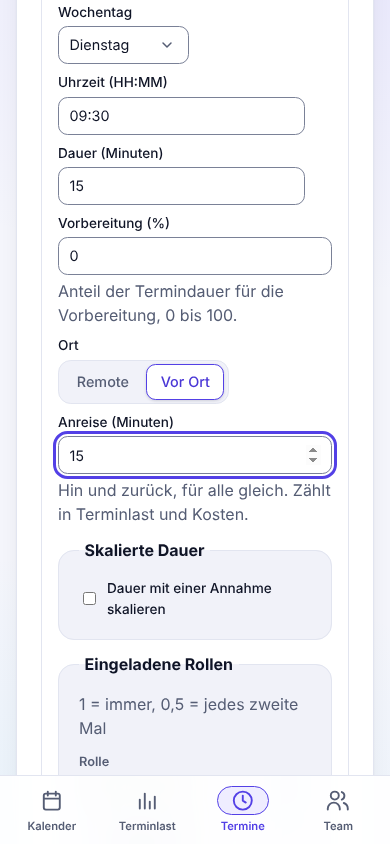 Wochentag
Dienstag
Uhrzeit (HH:MM)
09:30
Dauer (Minuten)
15
Vorbereitung (%)
0
Anteil der Termindauer für die
Vorbereitung, 0 bis 100.
Ort
Remote Vor Ort
Anreise (Minuten)
15
Hin und zurück, für alle gleich. Zählt
in Terminlast und Kosten.
Skalierte Dauer
Dauer mit einer Annahme
skalieren
Eingeladene Rollen
1 = immer, 0,5 = jedes zweite
Mal
Rolle
Kalender Terminlast Termine Team